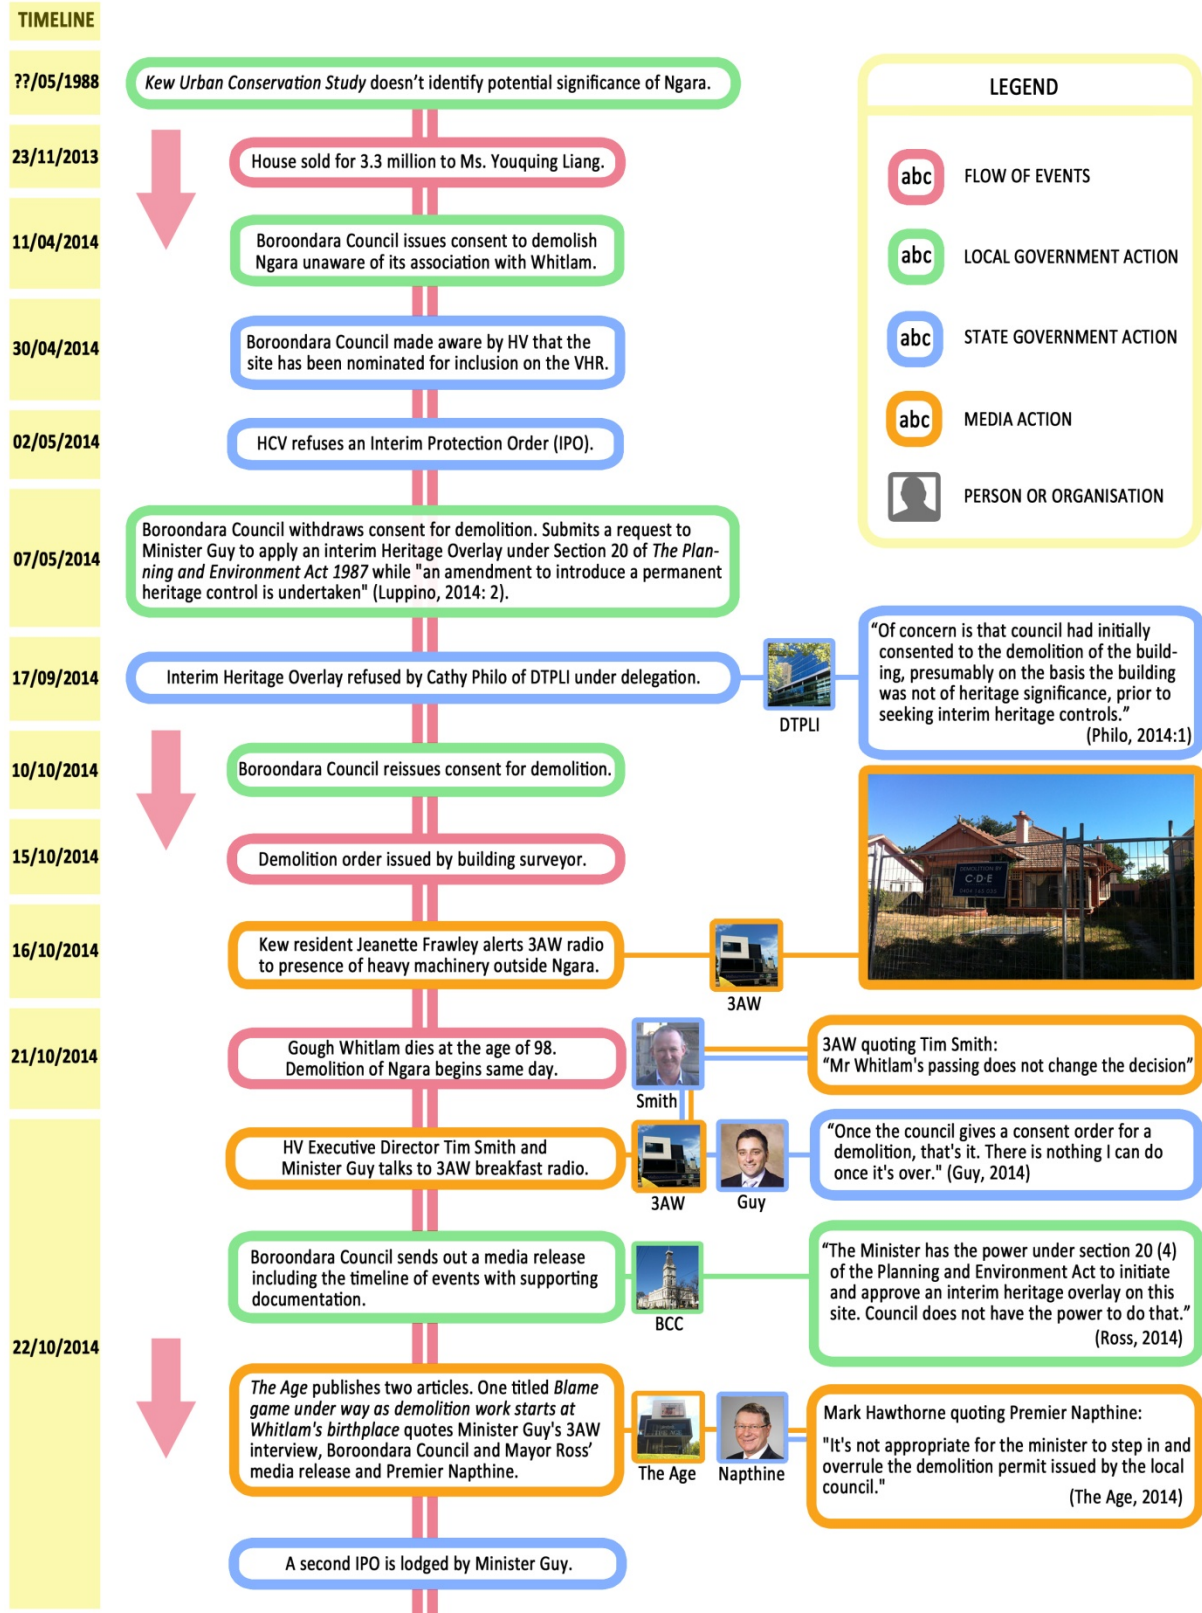 TIMELINE
??/05/1988
Kew Urban Conservation Study doesn't identify potential significance of Ngara.
23/11/2013
House sold for 3.3 million to Ms. Youquing Liang.
11/04/2014
Boroondara Council issues consent to demolish
Ngara unaware of its association with Whitlam.
30/04/2014
Boroondara Council made aware by HV that the
site has been nominated for inclusion on the VHR.
02/05/2014
HCV refuses an Interim Protection Order (IPO).
07/05/2014
Boroondara Council withdraws consent for demolition. Submits a request to
Minister Guy to apply an interim Heritage Overlay under Section 20 of The Plan-
ning and Environment Act 1987 while "an amendment to introduce a permanent
heritage control is undertaken" (Luppino, 2014: 2).
17/09/2014
Interim Heritage Overlay refused by Cathy Philo of DTPLI under delegation.
DTPLI
“Of concern is that council had initially
consented to the demolition of the build-
ing, presumably on the basis the building
was not of heritage significance, prior to
seeking interim heritage controls.”
(Philo, 2014:1)
10/10/2014
Boroondara Council reissues consent for demolition.
15/10/2014
Demolition order issued by building surveyor.
DEMOLITION BY
C·D·E
16/10/2014
Kew resident Jeanette Frawley alerts 3AW radio
to presence of heavy machinery outside Ngara.
3AW
21/10/2014
Gough Whitlam dies at the age of 98.
Demolition of Ngara begins same day.
Smith
3AW quoting Tim Smith:
“Mr Whitlam's passing does not change the decision”
HV Executive Director Tim Smith and
Minister Guy talks to 3AW breakfast radio.
3AW
Guy
“Once the council gives a consent order for a
demolition, that's it. There is nothing I can do
once it's over." (Guy, 2014)
22/10/2014
Boroondara Council sends out a media release
including the timeline of events with supporting
documentation.
BCC
“The Minister has the power under section 20 (4)
of the Planning and Environment Act to initiate
and approve an interim heritage overlay on this
site. Council does not have the power to do that.”
(Ross, 2014)
The Age publishes two articles. One titled Blame
game under way as demolition work starts at
Whitlam's birthplace quotes Minister Guy's 3AW
interview, Boroondara Council and Mayor Ross’
media release and Premier Napthine.
The Age
Napthine
Mark Hawthorne quoting Premier Napthine:
"It's not appropriate for the minister to step in and
overrule the demolition permit issued by the local
council."
(The Age, 2014)
A second IPO is lodged by Minister Guy.
LEGEND
abc FLOW OF EVENTS
abc LOCAL GOVERNMENT ACTION
abc STATE GOVERNMENT ACTION
abc MEDIA ACTION
PERSON OR ORGANISATION